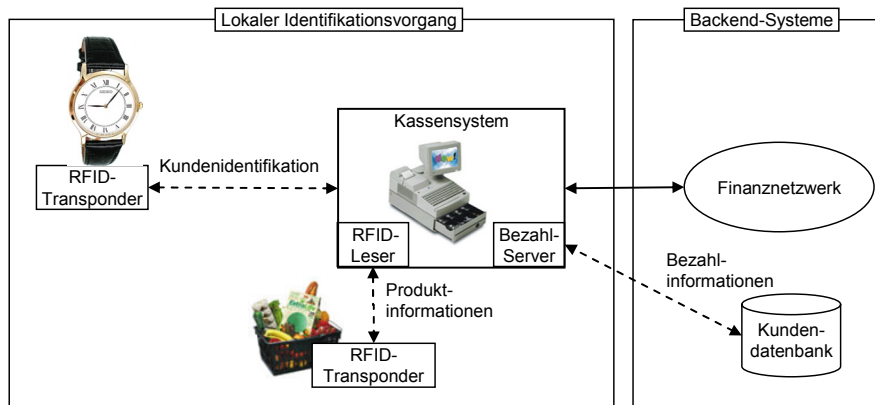 Lokaler Identifikationsvorgang
Backend-Systeme
Kassensystem
Kundenidentifikation
RFID-
Transponder
Finanznetzwerk
RFID-
Leser
Bezahl-
Server
Bezahl-
informationen
Produkt-
informationen
Kunden-
datenbank
RFID-
Transponder